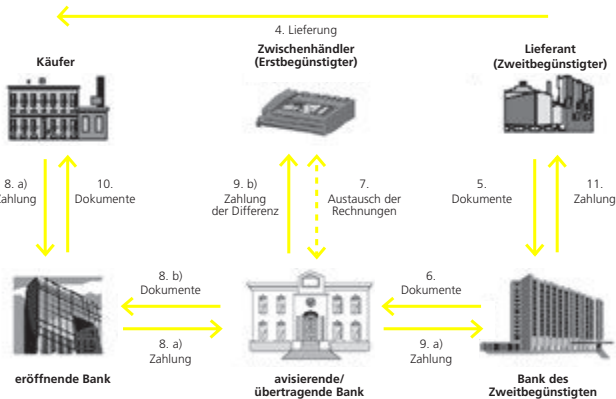 4. Lieferung
Käufer
Zwischenhändler
(Erstbegünstigter)
Lieferant
(Zweitbegünstigter)
8. a)
Zahlung
10.
Dokumente
9. b)
Zahlung
der Differenz
7.
Austausch der
Rechnungen
5.
Dokumente
11.
Zahlung
8. b)
Dokumente
8. a)
Zahlung
6.
Dokumente
9. a)
Zahlung
eröffnende Bank
avisierende/
übertragende Bank
Bank des
Zweitbegünstigten